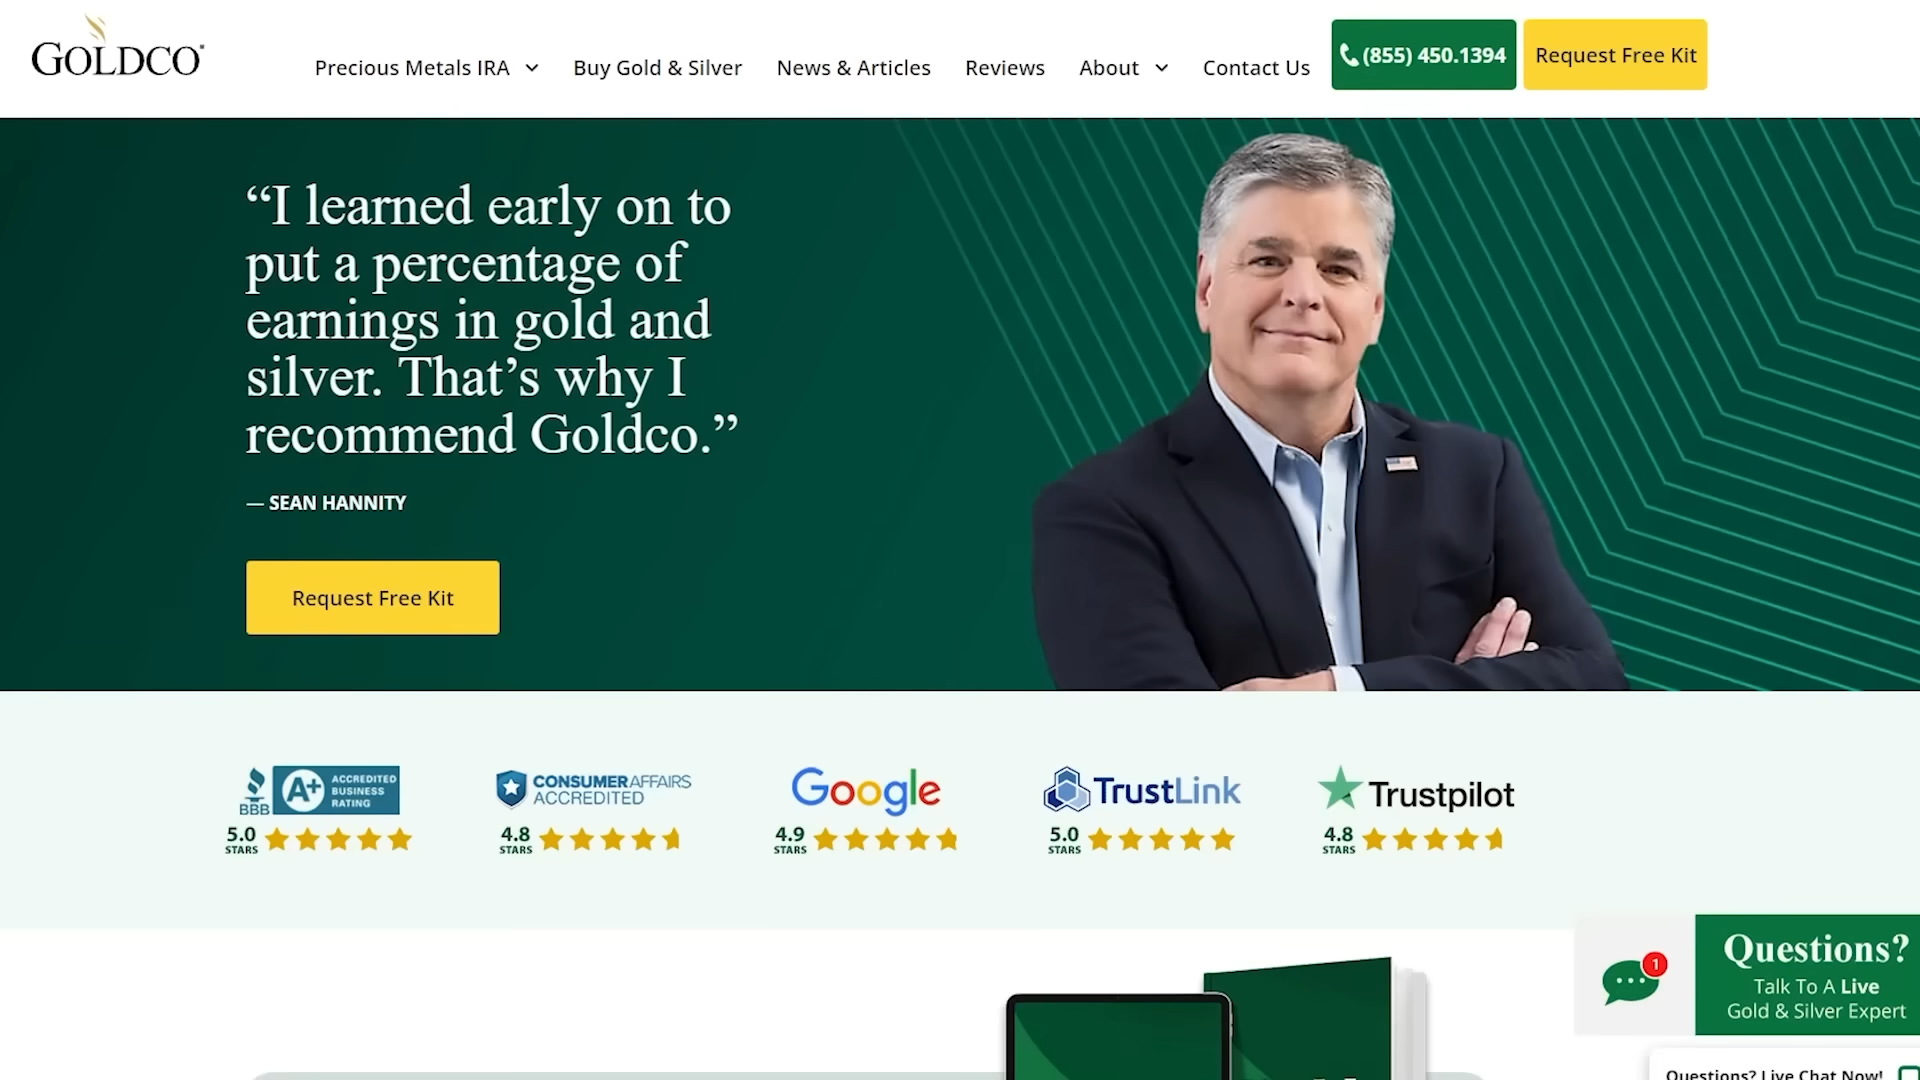 GOLDCO
Precious Metals IRA
Buy Gold & Silver
News & Articles
Reviews
About
Contact Us
(855) 450.1394
Request Free Kit
“I learned early on to
put a percentage of
earnings in gold and
silver. That’s why I
recommend Goldco.”
— SEAN HANNITY
Request Free Kit
BBB
A+
ACCREDITED
BUSINESS
RATING
5.0
STARS
CONSUMERAFFAIRS
ACCREDITED
4.8
STARS
Google
4.9
STARS
TrustLink
5.0
STARS
Trustpilot
4.8
STARS
1
Questions?
Talk To A Live
Gold & Silver Expert
Questions? Live Chat Now!